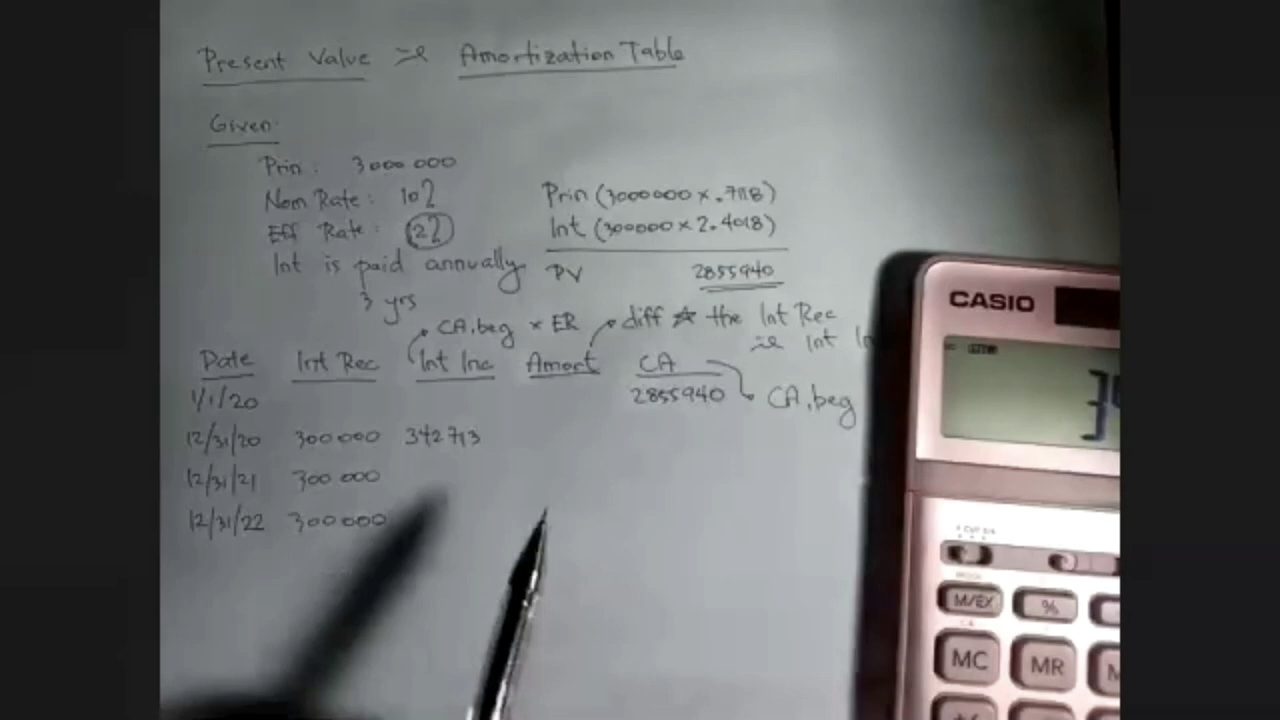 Present Value & Amortization Table
Given:
Prin: 3000 000
Nom Rate: 10%
Eff Rate: 12%
Int is paid annually
3 yrs
Prin (3000000 x .7118)
Int (300000 x 2.4018)
PV 2855940
CA.beg x ER
diff the Int Rec
& Int In
Date Int Rec Int Inc Amort CA
1/1/20 2855940 CA.beg
12/31/20 300000 342713
12/31/21 300 000
12/31/22 300000
CASIO
M/EX %
MC MR M